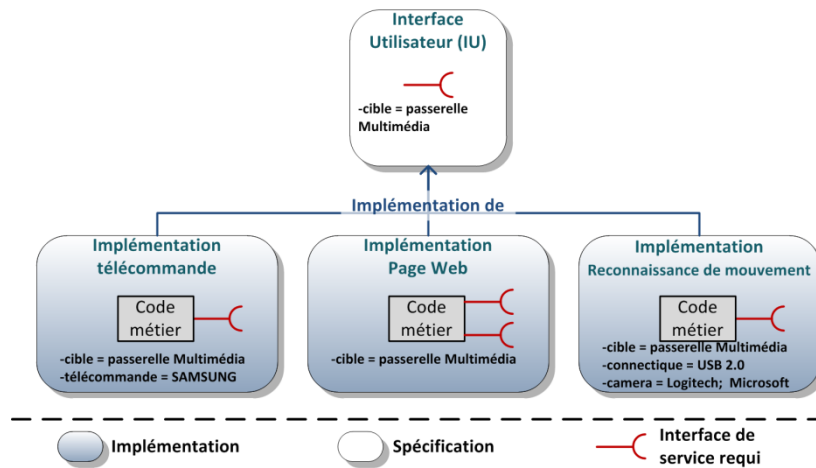 Interface
Utilisateur (IU)
-cible = passerelle
Multimédia
Implémentation de
Implémentation
télécommande
Code
métier
-cible = passerelle Multimédia
-télécommande = SAMSUNG
Implémentation
Page Web
Code
métier
-cible = passerelle Multimédia
Implémentation
Reconnaissance de mouvement
Code
métier
-cible = passerelle Multimédia
-connectique = USB 2.0
-camera = Logitech; Microsoft
Implémentation
Spécification
Interface de
service requi